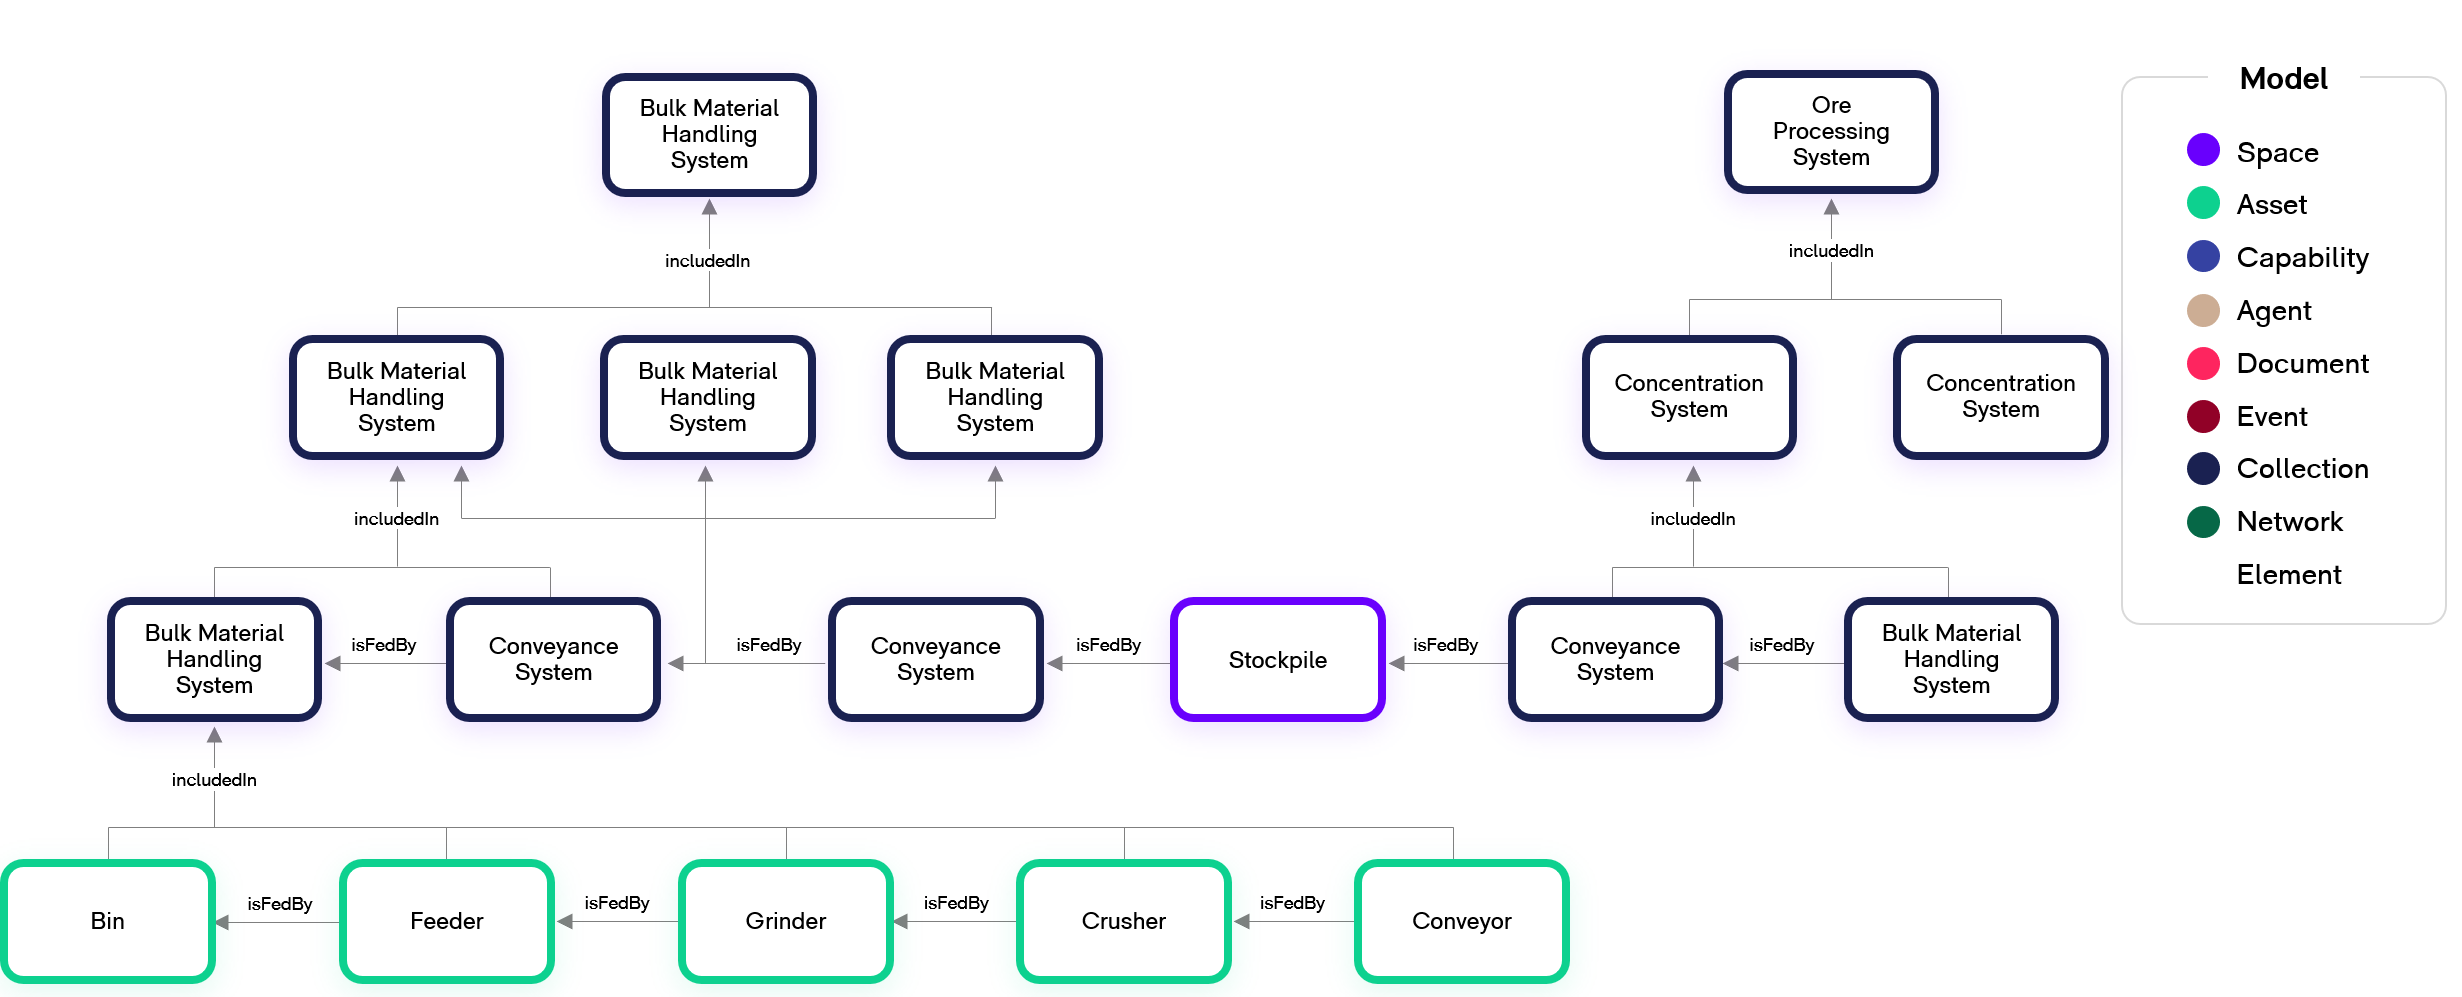 Bulk Material
Handling
System
Ore
Processing
System
Model
Space
Asset
Capability
Agent
Document
Event
Collection
Network
Element
includedIn
includedIn
Bulk Material
Handling
System
Bulk Material
Handling
System
Bulk Material
Handling
System
Concentration
System
Concentration
System
includedIn
includedIn
Bulk Material
Handling
System
isFedBy
Conveyance
System
isFedBy
Conveyance
System
isFedBy
Stockpile
isFedBy
Conveyance
System
isFedBy
Bulk Material
Handling
System
includedIn
Bin
isFedBy
Feeder
isFedBy
Grinder
isFedBy
Crusher
isFedBy
Conveyor